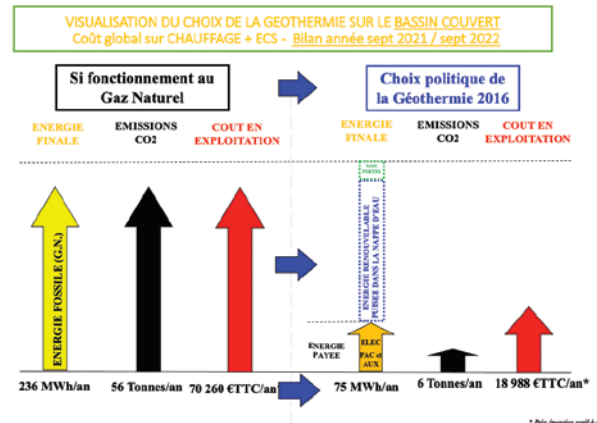 VISUALISATION DU CHOIX DE LA GEOTHERMIE SUR LE BASSIN COUVERT
Coût global sur CHAUFFAGE + ECS - Bilan année sept 2021 / sept 2022
Si fonctionnement au
Gaz Naturel
Choix politique de
la Géothermie 2016
ENERGIE
FINALE
EMISSIONS
CO2
COUT EN
EXPLOITATION
ENERGIE
FINALE
EMISSIONS
CO2
COUT EN
EXPLOITATION
ENERGIE FOSSILE (G.N.)
ENERGIE RENOUVELABLE
PUISER DANS LA NAPPE D'EAU
ENERGIE
PAYEE
ELEC
PAC et
AUX
236 MWh/an
56 Tonnes/an
70 260 €TTC/an
75 MWh/an
6 Tonnes/an
18 988 €TTC/an*